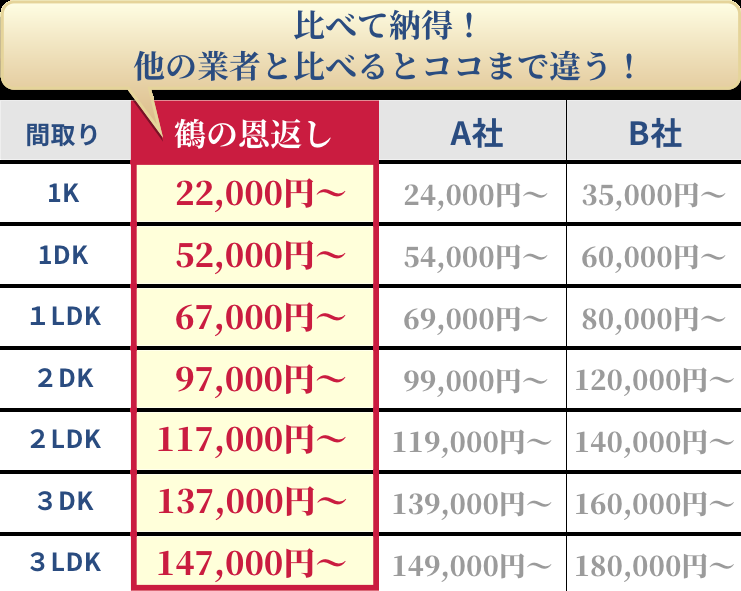 比べて納得！
他の業者と比べるとココまで違う！
間取り 鶴の恩返し A社 B社
1K 22,000円～ 24,000円～ 35,000円～
1DK 52,000円～ 54,000円～ 60,000円～
１LDK 67,000円～ 69,000円～ 80,000円～
２DK 97,000円～ 99,000円～ 120,000円～
２LDK 117,000円～ 119,000円～ 140,000円～
３DK 137,000円～ 139,000円～ 160,000円～
３LDK 147,000円～ 149,000円～ 180,000円～